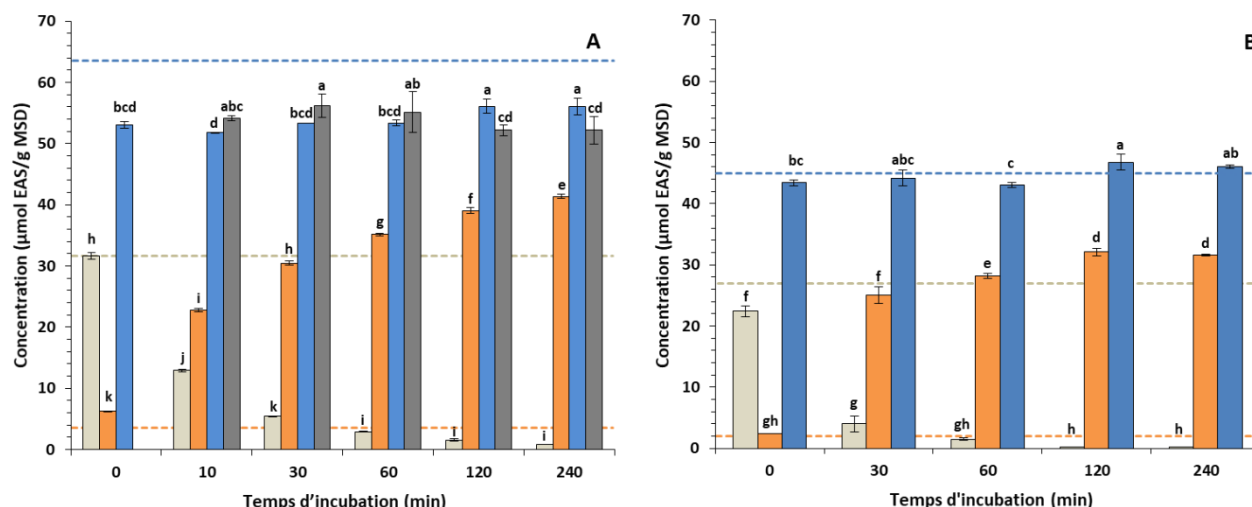 A
Concentration (µmol EAS/g MSD)
70
60
50
40
30
20
10
0
h
k
bcd
j
i
d
abc
k
h
bcd
a
i
g
bcd
ab
i
f
a
cd
i
e
a
cd
0 10 30 60 120 240
Temps d’incubation (min)
B
Concentration (µmol EAS/g MSD)
70
60
50
40
30
20
10
0
f
gh
bc
g
f
abc
gh
e
c
h
d
a
h
d
ab
0 30 60 120 240
Temps d'incubation (min)